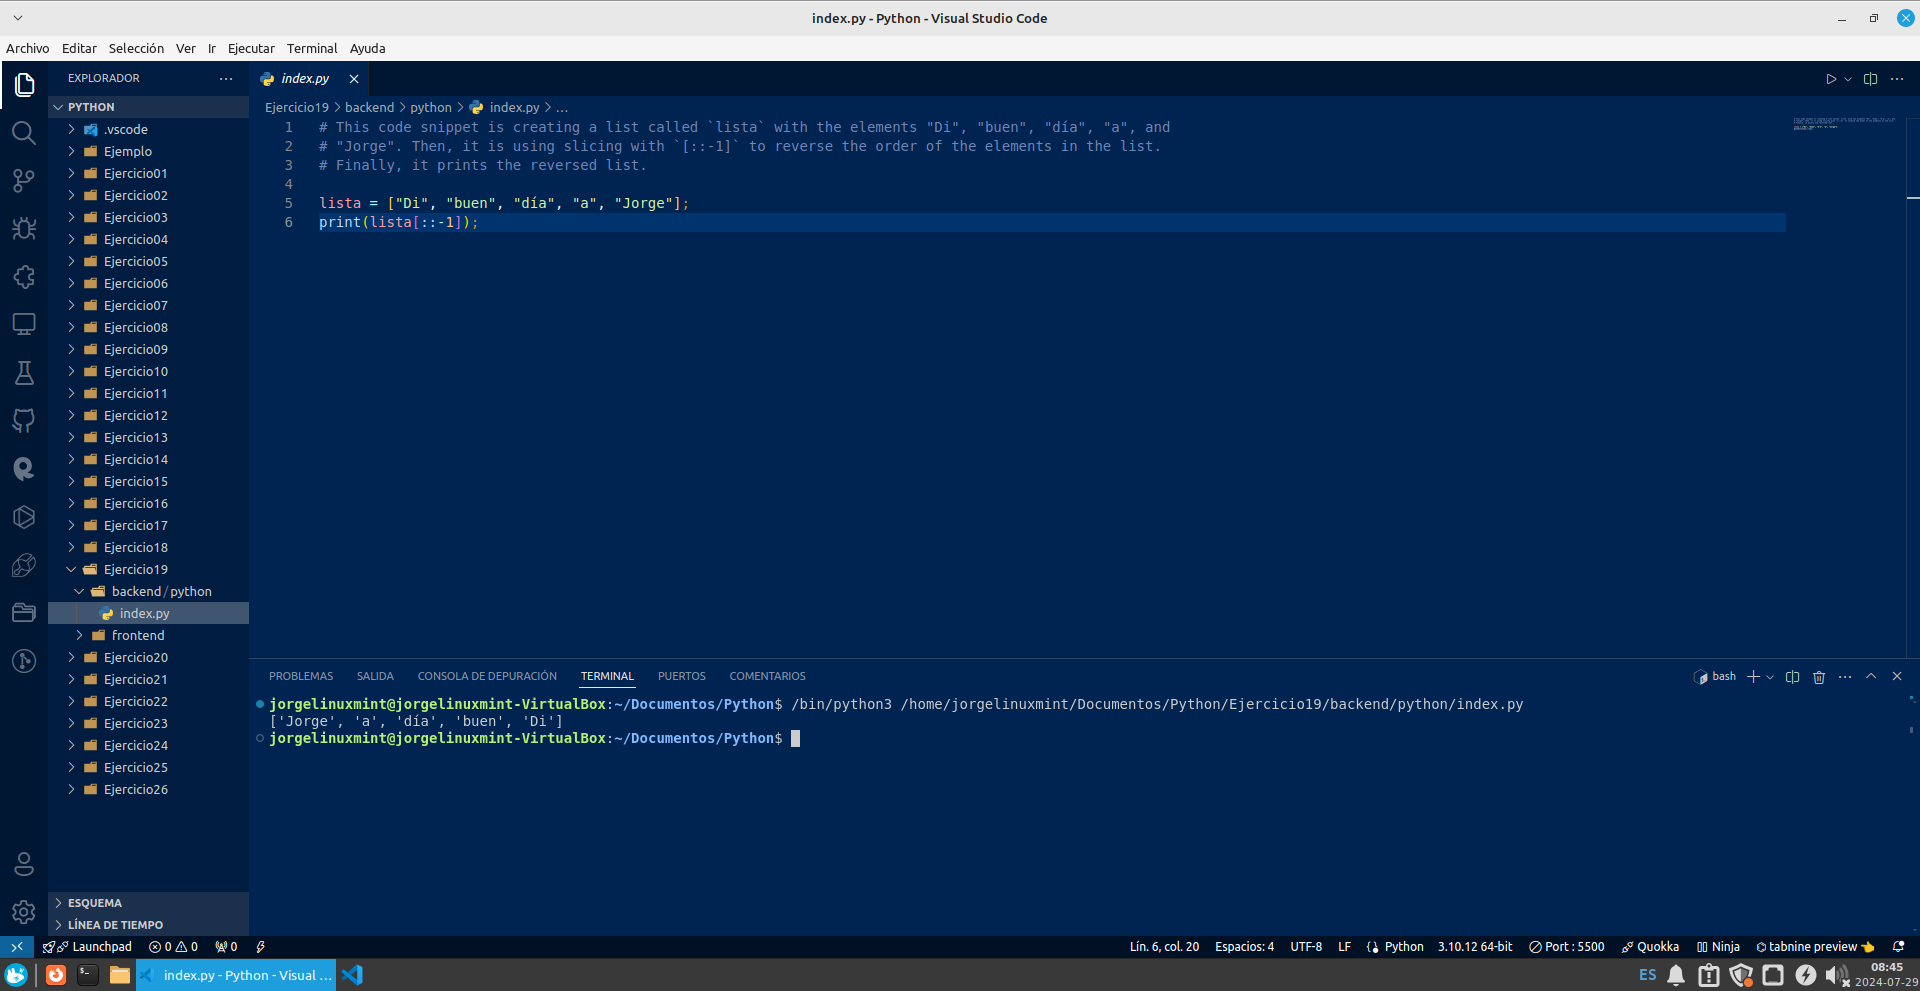 index.py - Python - Visual Studio Code
Archivo Editar Selección Ver Ir Ejecutar Terminal Ayuda
EXPLORADOR
index.py
PYTHON
Ejercicio19 > backend > python > index.py > ...
.vscode
Ejemplo
Ejercicio01
Ejercicio02
Ejercicio03
Ejercicio04
Ejercicio05
Ejercicio06
Ejercicio07
Ejercicio08
Ejercicio09
Ejercicio10
Ejercicio11
Ejercicio12
Ejercicio13
Ejercicio14
Ejercicio15
Ejercicio16
Ejercicio17
Ejercicio18
Ejercicio19
backend/python
index.py
frontend
Ejercicio20
Ejercicio21
Ejercicio22
Ejercicio23
Ejercicio24
Ejercicio25
Ejercicio26
ESQUEMA
LÍNEA DE TIEMPO
1 # This code snippet is creating a list called `lista` with the elements "Di", "buen", "día", "a", and
2 # "Jorge". Then, it is using slicing with `[::-1]` to reverse the order of the elements in the list.
3 # Finally, it prints the reversed list.
4
5 lista = ["Di", "buen", "día", "a", "Jorge"];
6 print(lista[::-1]);
PROBLEMAS SALIDA CONSOLA DE DEPURACIÓN TERMINAL PUERTOS COMENTARIOS
bash
jorgelinuxmint@jorgelinuxmint-VirtualBox:~/Documentos/Python$ /bin/python3 /home/jorgelinuxmint/Documentos/Python/Ejercicio19/backend/python/index.py
['Jorge', 'a', 'día', 'buen', 'Di']
jorgelinuxmint@jorgelinuxmint-VirtualBox:~/Documentos/Python$
Launchpad 0 0 0 Lín. 6, col. 20 Espacios: 4 UTF-8 LF Python 3.10.12 64-bit Port : 5500 Quokka Ninja tabnine preview
index.py - Python - Visual ... ES 08:45
2024-07-29